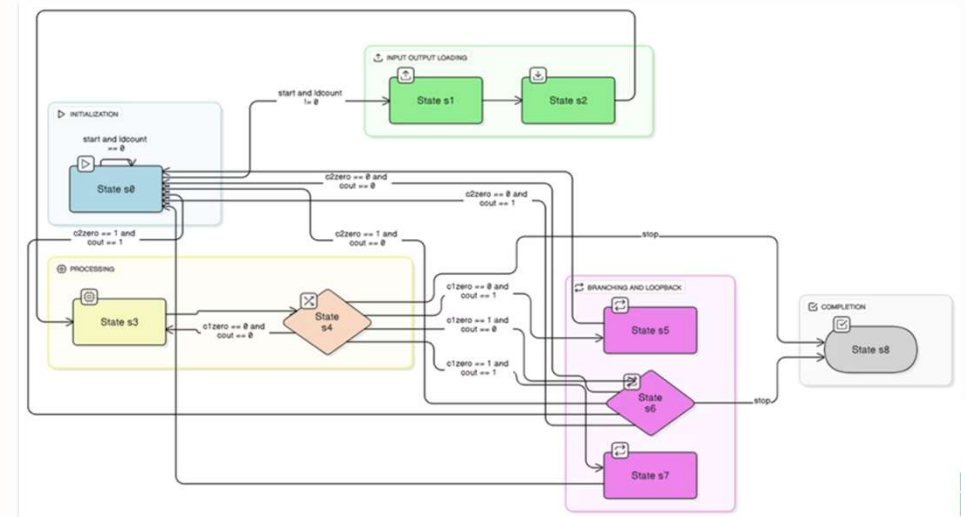 INPUT OUTPUT LOADING
State s1
State s2
start and ldcount
!= 0
INITIALIZATION
start and ldcount
== 0
State s0
c2zero == 0 and
cout == 0
c2zero == 0 and
cout == 1
c2zero == 1 and
cout == 1
c2zero == 1 and
cout == 0
stop
PROCESSING
State s3
State
s4
c1zero == 0 and
cout == 0
c1zero == 0 and
cout == 1
c1zero == 1 and
cout == 0
c1zero == 1 and
cout == 1
BRANCHING AND LOOPBACK
State s5
State
s6
State s7
stop
COMPLETION
State s8